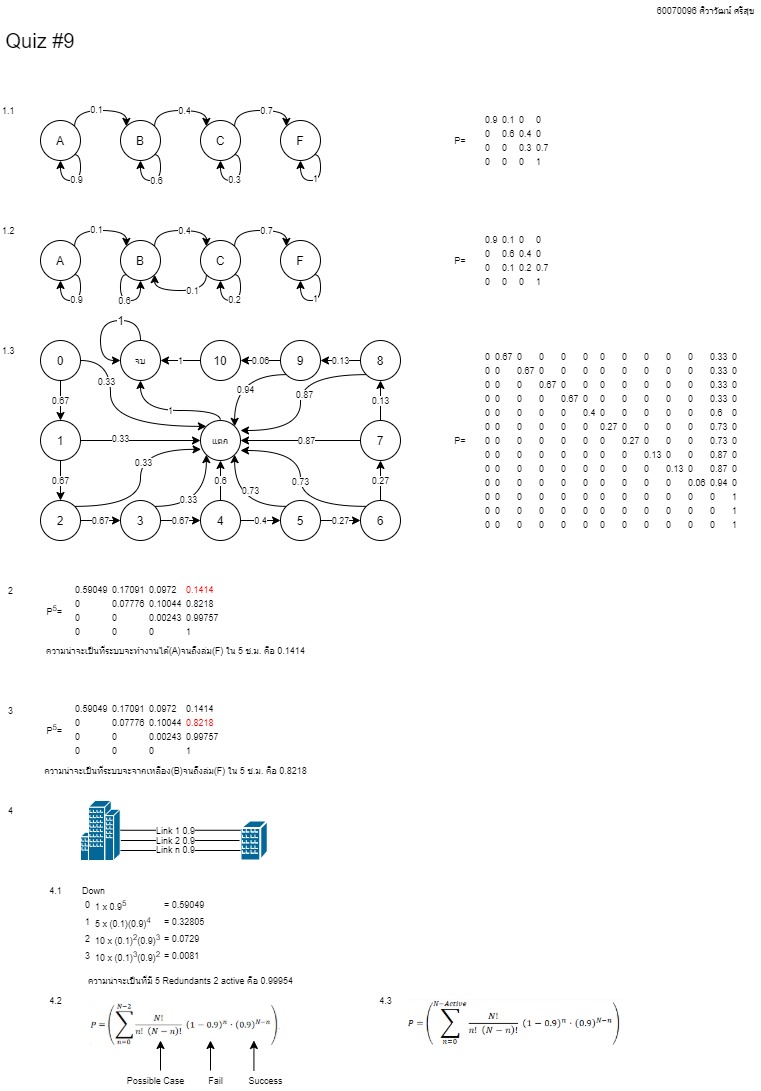 60070096 ศิวาวัฒน์ ศรีสุข
Quiz #9
1.1
0.1 0.4 0.7
A B C F
0.9 0.6 0.3 1
P=
0.9 0.1 0 0
0 0.6 0.4 0
0 0 0.3 0.7
0 0 0 1
1.2
0.1 0.4 0.7
A B C F
0.1
0.9 0.6 0.2 1
P=
0.9 0.1 0 0
0 0.6 0.4 0
0 0.1 0.2 0.7
0 0 0 1
1.3
1
0 จม 1 10 0.06 9 0.13 8
0.33 0.94 0.87
0.67 1 0.13
1 0.33 แตก 0.87 7
0.67 0.33 0.6 0.73 0.73 0.27
0.33
2 0.67 3 0.67 4 0.4 5 0.27 6
P=
0 0.67 0 0 0 0 0 0 0 0 0 0.33 0
0 0 0.67 0 0 0 0 0 0 0 0 0.33 0
0 0 0 0.67 0 0 0 0 0 0 0 0.33 0
0 0 0 0 0.67 0 0 0 0 0 0 0.33 0
0 0 0 0 0 0.4 0 0 0 0 0 0.6 0
0 0 0 0 0 0 0.27 0 0 0 0 0.73 0
0 0 0 0 0 0 0 0.27 0 0 0 0.73 0
0 0 0 0 0 0 0 0 0.13 0 0 0.87 0
0 0 0 0 0 0 0 0 0 0.13 0 0.87 0
0 0 0 0 0 0 0 0 0 0 0.06 0.94 0
0 0 0 0 0 0 0 0 0 0 0 0 1
0 0 0 0 0 0 0 0 0 0 0 0 1
0 0 0 0 0 0 0 0 0 0 0 0 1
2
P⁵=
0.59049 0.17091 0.0972 0.1414
0 0.07776 0.10044 0.8218
0 0 0.00243 0.99757
0 0 0 1
ความน่าจะเป็นที่ระบบจะทำงานได้(A)จนถึงล่ม(F) ใน 5 ช.ม. คือ 0.1414
3
P⁵=
0.59049 0.17091 0.0972 0.1414
0 0.07776 0.10044 0.8218
0 0 0.00243 0.99757
0 0 0 1
ความน่าจะเป็นที่ระบบจะจากเหลือง(B)จนถึงล่ม(F) ใน 5 ช.ม. คือ 0.8218
4
Link 1 0.9
Link 2 0.9
Link n 0.9
4.1 Down
0 1 x 0.9⁵ = 0.59049
1 5 x (0.1)(0.9)⁴ = 0.32805
2 10 x (0.1)²(0.9)³ = 0.0729
3 10 x (0.1)³(0.9)² = 0.0081
ความน่าจะเป็นที่มี 5 Redundants 2 active คือ 0.99954
4.2
P = (∑_{n=0}^{N−2} N! / (n! (N − n)!) (1 − 0.9)ⁿ · (0.9)ᴺ⁻ⁿ)
Possible Case Fail Success
4.3
P = (∑_{n=0}^{N−Active} N! / (n! (N − n)!) (1 − 0.9)ⁿ · (0.9)ᴺ⁻ⁿ)